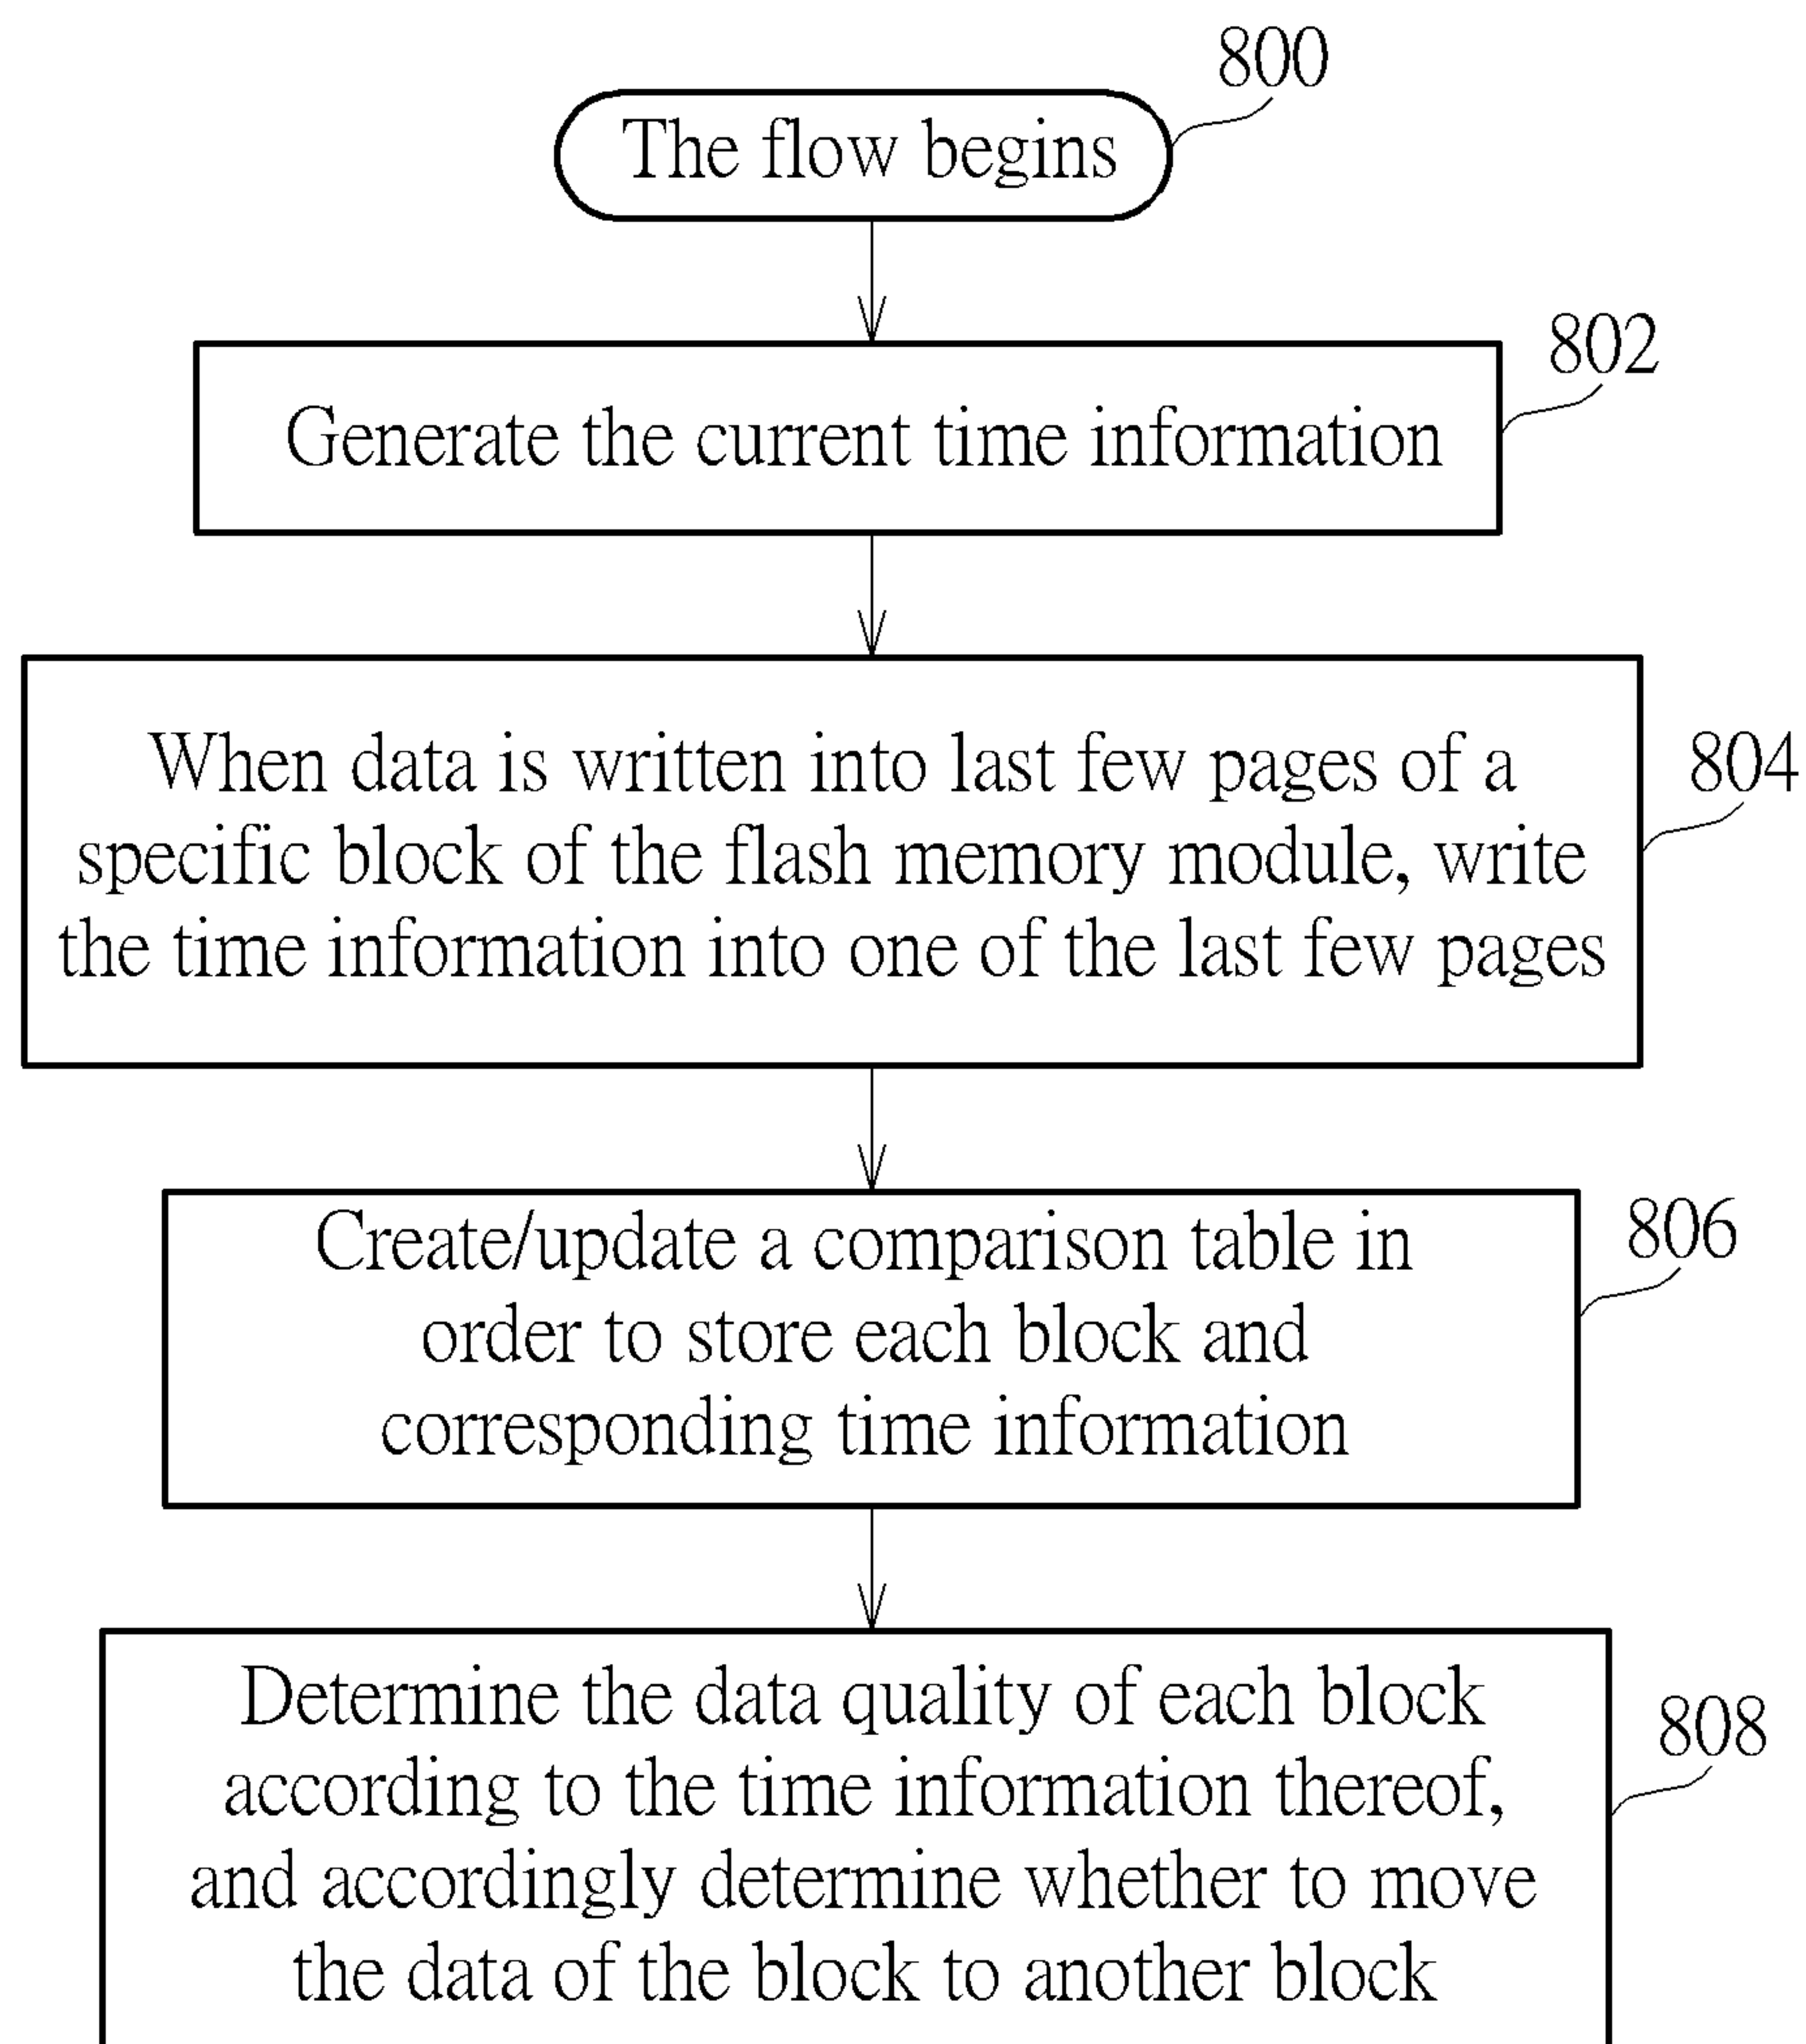 800
The flow begins
802
Generate the current time information
When data is written into last few pages of a
804
specific block of the flash memory module, write
the time information into one of the last few pages
806
Create/update a comparison table in
order to store each block and
corresponding time information
Determine the data quality of each block
808
according to the time information thereof,
and accordingly determine whether to move
the data of the block to another block